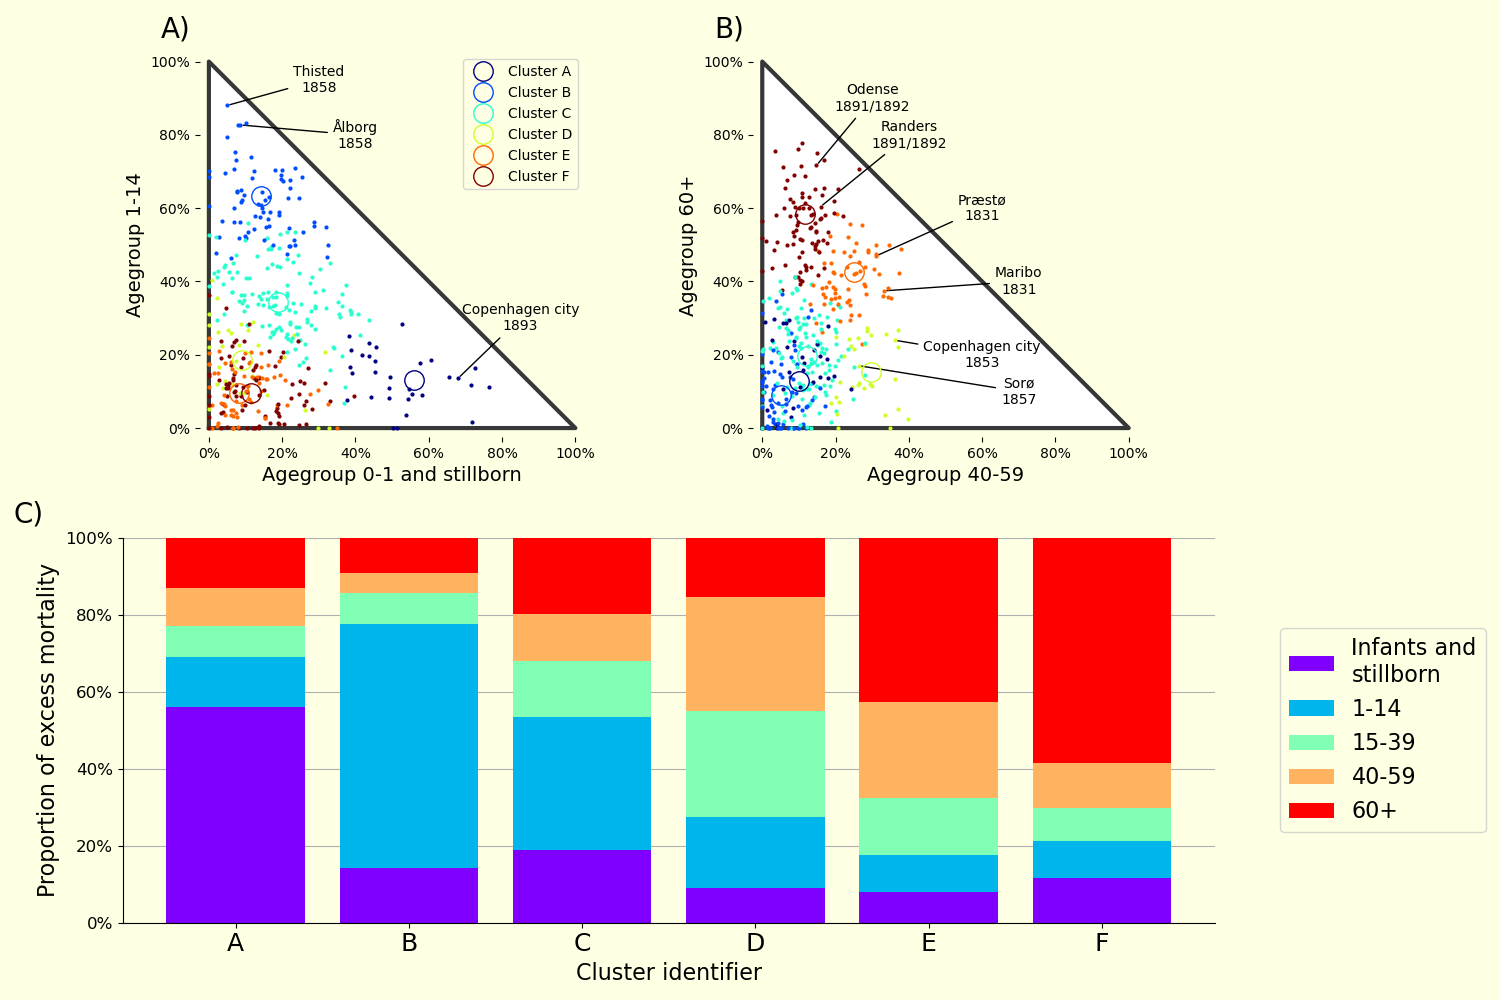 A)
100%
80%
60%
40%
20%
0%
Agegroup 1-14
0%
20%
40%
60%
80%
100%
Agegroup 0-1 and stillborn
Thisted
1858
Ålborg
1858
Copenhagen city
1893
Cluster A
Cluster B
Cluster C
Cluster D
Cluster E
Cluster F
B)
100%
80%
60%
40%
20%
0%
Agegroup 60+
0%
20%
40%
60%
80%
100%
Agegroup 40-59
Odense
1891/1892
Randers
1891/1892
Præstø
1831
Maribo
1831
Copenhagen city
1853
Sorø
1857
C)
100%
80%
60%
40%
20%
0%
Proportion of excess mortality
A
B
C
D
E
F
Cluster identifier
Infants and
stillborn
1-14
15-39
40-59
60+